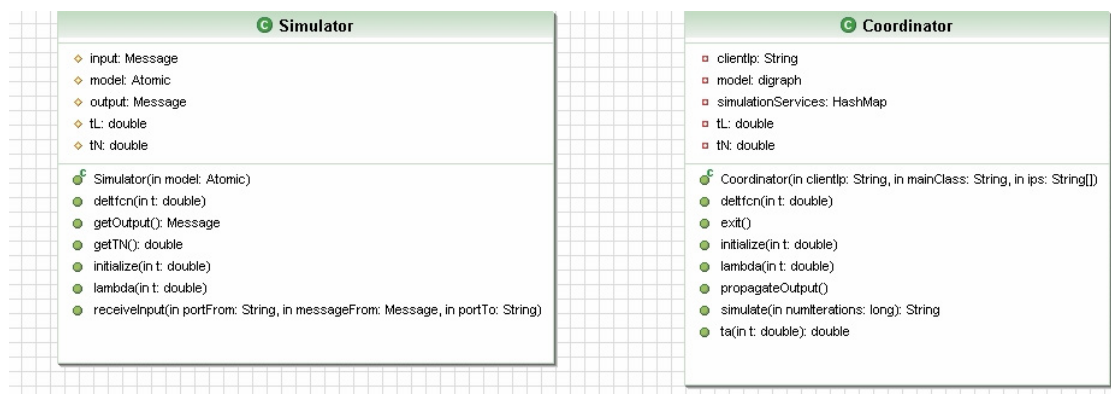 Simulator
input: Message
model: Atomic
output: Message
tL: double
tN: double
Simulator(in model: Atomic)
deltfcn(in t: double)
getOutput(): Message
getTN(): double
initialize(in t: double)
lambda(in t: double)
receiveInput(in portFrom: String, in messageFrom: Message, in portTo: String)
Coordinator
clientIp: String
model: digraph
simulationServices: HashMap
tL: double
tN: double
Coordinator(in clientIp: String, in mainClass: String, in ips: String[])
deltfcn(in t: double)
exit()
initialize(in t: double)
lambda(in t: double)
propagateOutput()
simulate(in numIterations: long): String
ta(in t: double): double